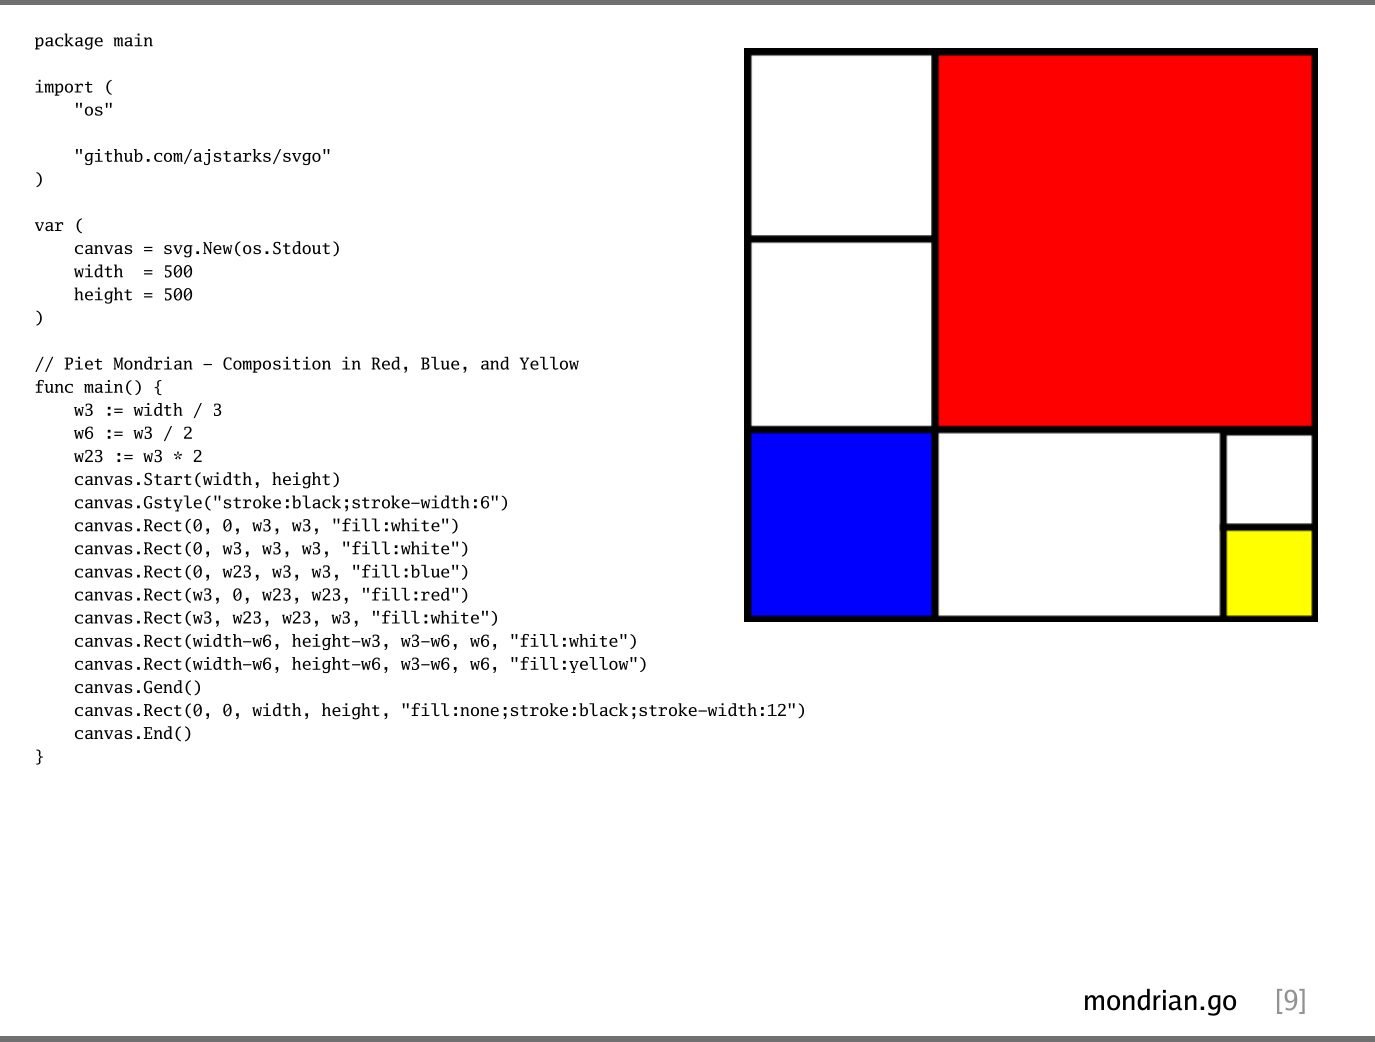 package main

import (
    "os"

    "github.com/ajstarks/svgo"
)

var (
    canvas = svg.New(os.Stdout)
    width  = 500
    height = 500
)

// Piet Mondrian – Composition in Red, Blue, and Yellow
func main() {
    w3 := width / 3
    w6 := w3 / 2
    w23 := w3 * 2
    canvas.Start(width, height)
    canvas.Gstyle("stroke:black;stroke-width:6")
    canvas.Rect(0, 0, w3, w3, "fill:white")
    canvas.Rect(0, w3, w3, w3, "fill:white")
    canvas.Rect(0, w23, w3, w3, "fill:blue")
    canvas.Rect(w3, 0, w23, w23, "fill:red")
    canvas.Rect(w3, w23, w23, w3, "fill:white")
    canvas.Rect(width-w6, height-w3, w3-w6, w6, "fill:white")
    canvas.Rect(width-w6, height-w6, w3-w6, w6, "fill:yellow")
    canvas.Gend()
    canvas.Rect(0, 0, width, height, "fill:none;stroke:black;stroke-width:12")
    canvas.End()
}
mondrian.go [9]